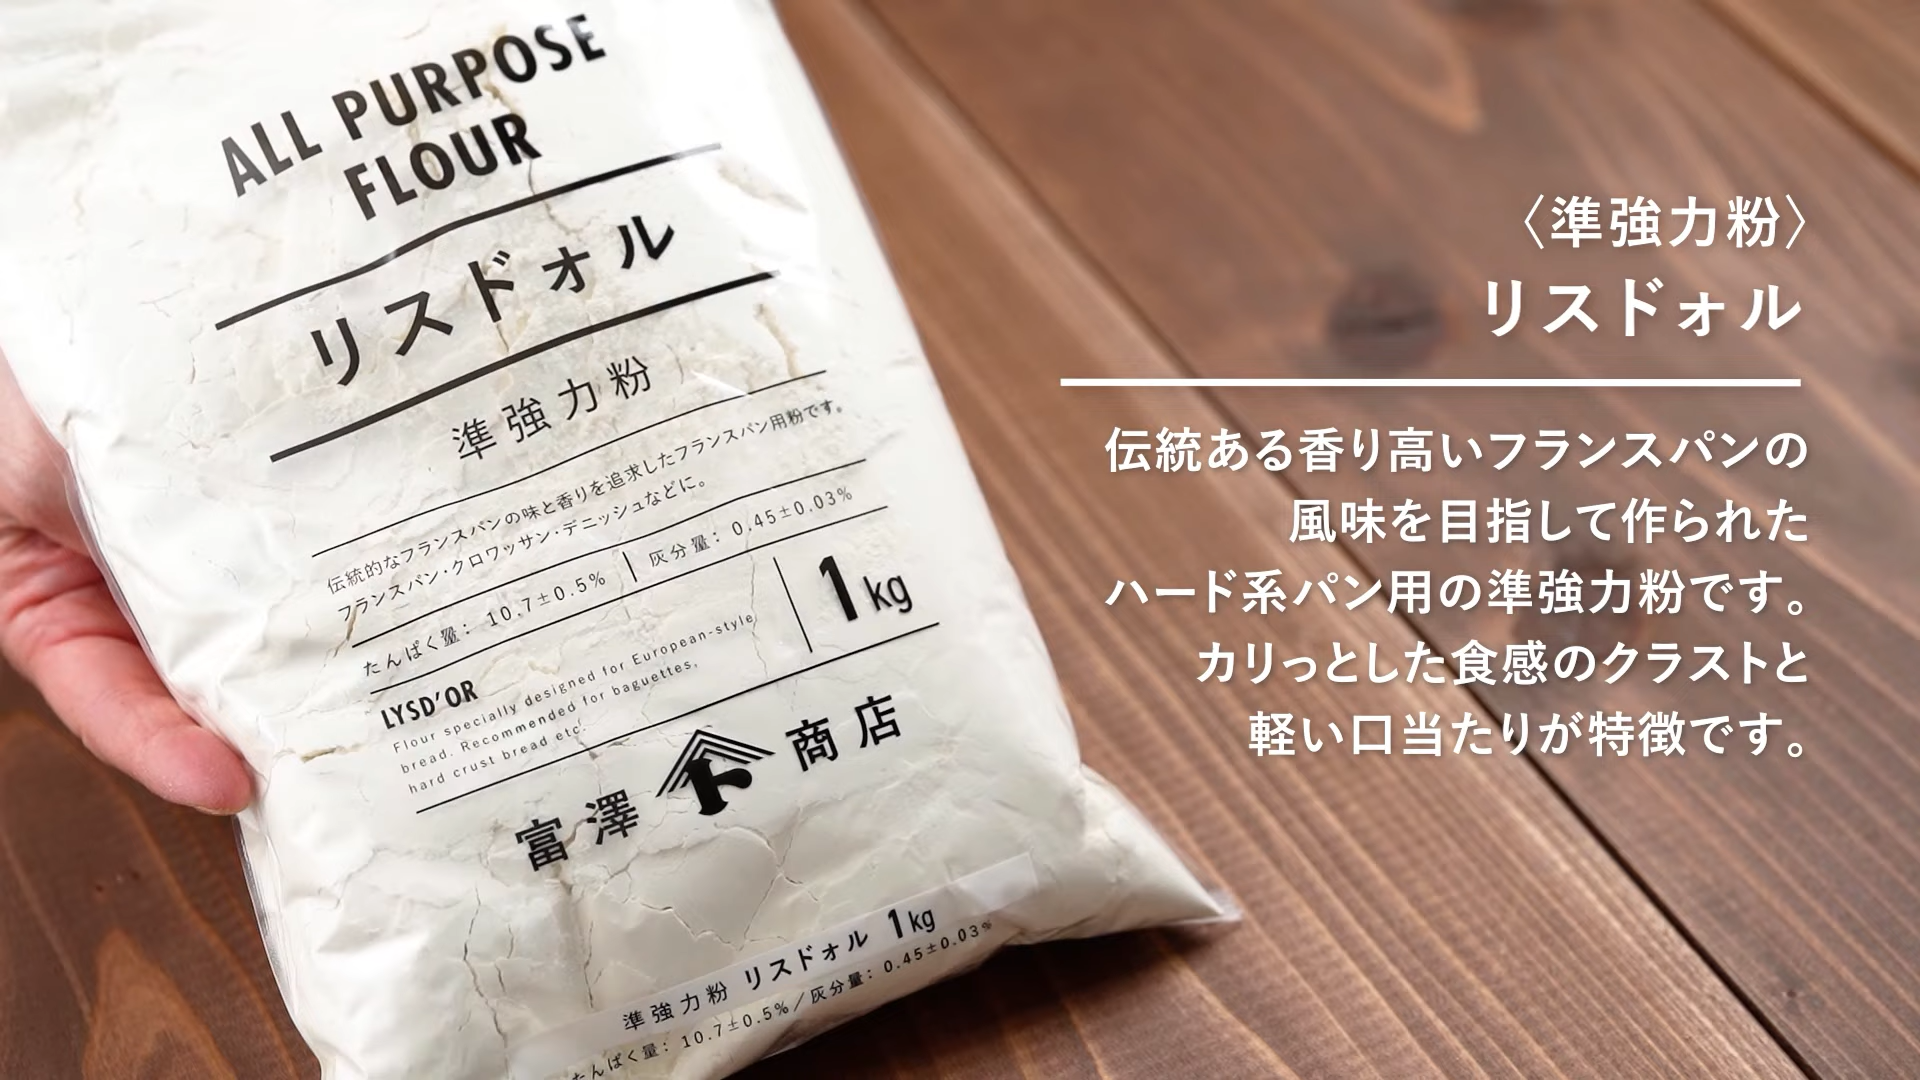 ALL PURPOSE
FLOUR
リスドォル
準強力粉
伝統的なフランスパンの味と香りを追求したフランスパン用粉です。
フランスパン・クロワッサン・デニッシュなどに。
たんぱく量： 10.7±0.5% | 灰分量： 0.45±0.03%
LYSD'OR
Flour specially designed for European-style
bread. Recommended for baguettes,
hard crust bread etc.
1kg
富澤商店
準強力粉 リスドォル 1kg
たんぱく量： 10.7±0.5%／灰分量： 0.45±0.03%
〈準強力粉〉
リスドォル
伝統ある香り高いフランスパンの
風味を目指して作られた
ハード系パン用の準強力粉です。
カリっとした食感のクラストと
軽い口当たりが特徴です。